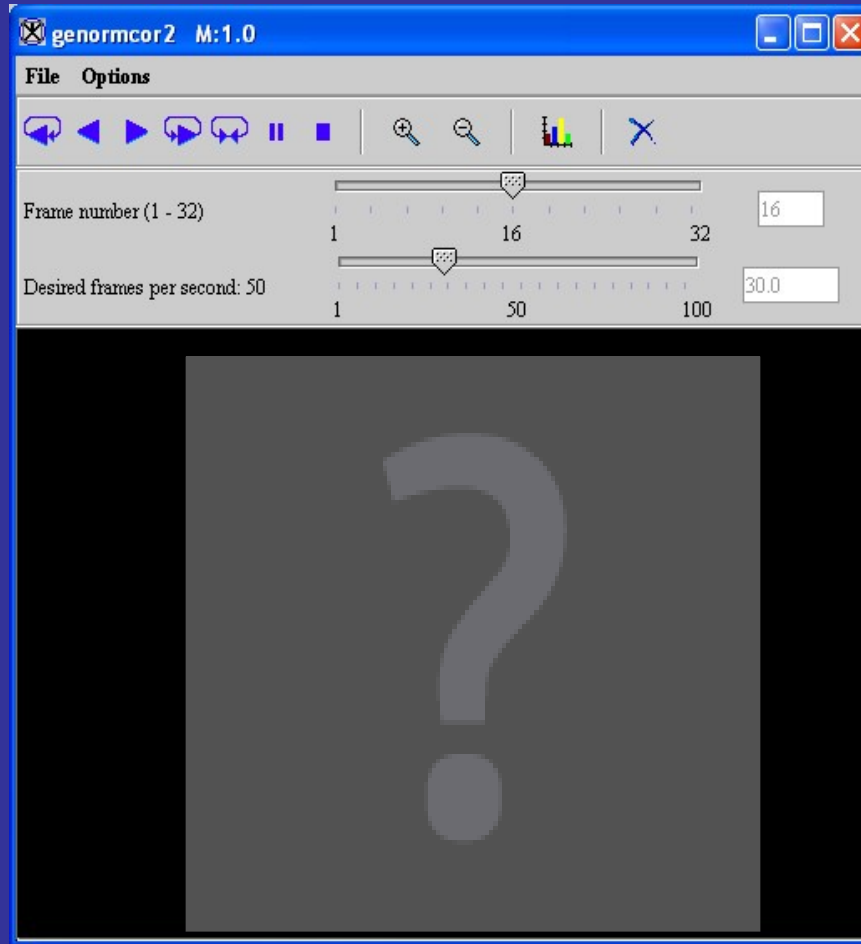 genormcor2 M:1.0
File Options
Frame number (1 - 32)
16
1 16 32
Desired frames per second: 50
30.0
1 50 100
?